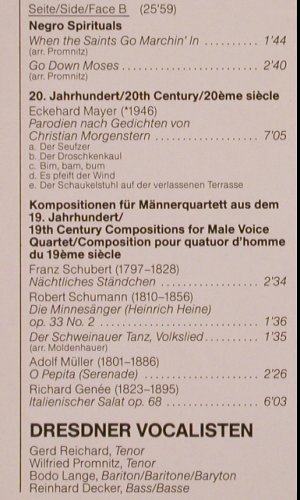 Seite/Side/Face B (25'59)
Negro Spirituals
When the Saints Go Marchin' In .......... 1'44
(arr. Promnitz)
Go Down Moses .......... 2'40
(arr. Promnitz)
20. Jahrhundert/20th Century/20ème siècle
Eckehard Mayer (*1946)
Parodien nach Gedichten von
Christian Morgenstern .......... 7'05
a. Der Seufzer
b. Der Droschkenkaul
c. Bim, bam, bum
d. Es pfeift der Wind
e. Der Schaukelstuhl auf der verlassenen Terrasse
Kompositionen für Männerquartett aus dem
19. Jahrhundert/
19th Century Compositions for Male Voice
Quartet/Composition pour quatuor d'homme
du 19ème siècle
Franz Schubert (1797–1828)
Nächtliches Ständchen .......... 2'34
Robert Schumann (1810–1856)
Die Minnesänger (Heinrich Heine)
op. 33 No. 2 .......... 1'36
Der Schweinauer Tanz, Volkslied .......... 1'35
(arr. Moldenhauer)
Adolf Müller (1801–1886)
O Pepita (Serenade) .......... 2'26
Richard Genée (1823–1895)
Italienischer Salat op. 68 .......... 6'03
DRESDNER VOCALISTEN
Gerd Reichard, Tenor
Wilfried Promnitz, Tenor
Bodo Lange, Bariton/Baritone/Baryton
Reinhard Decker, Bass/Basse